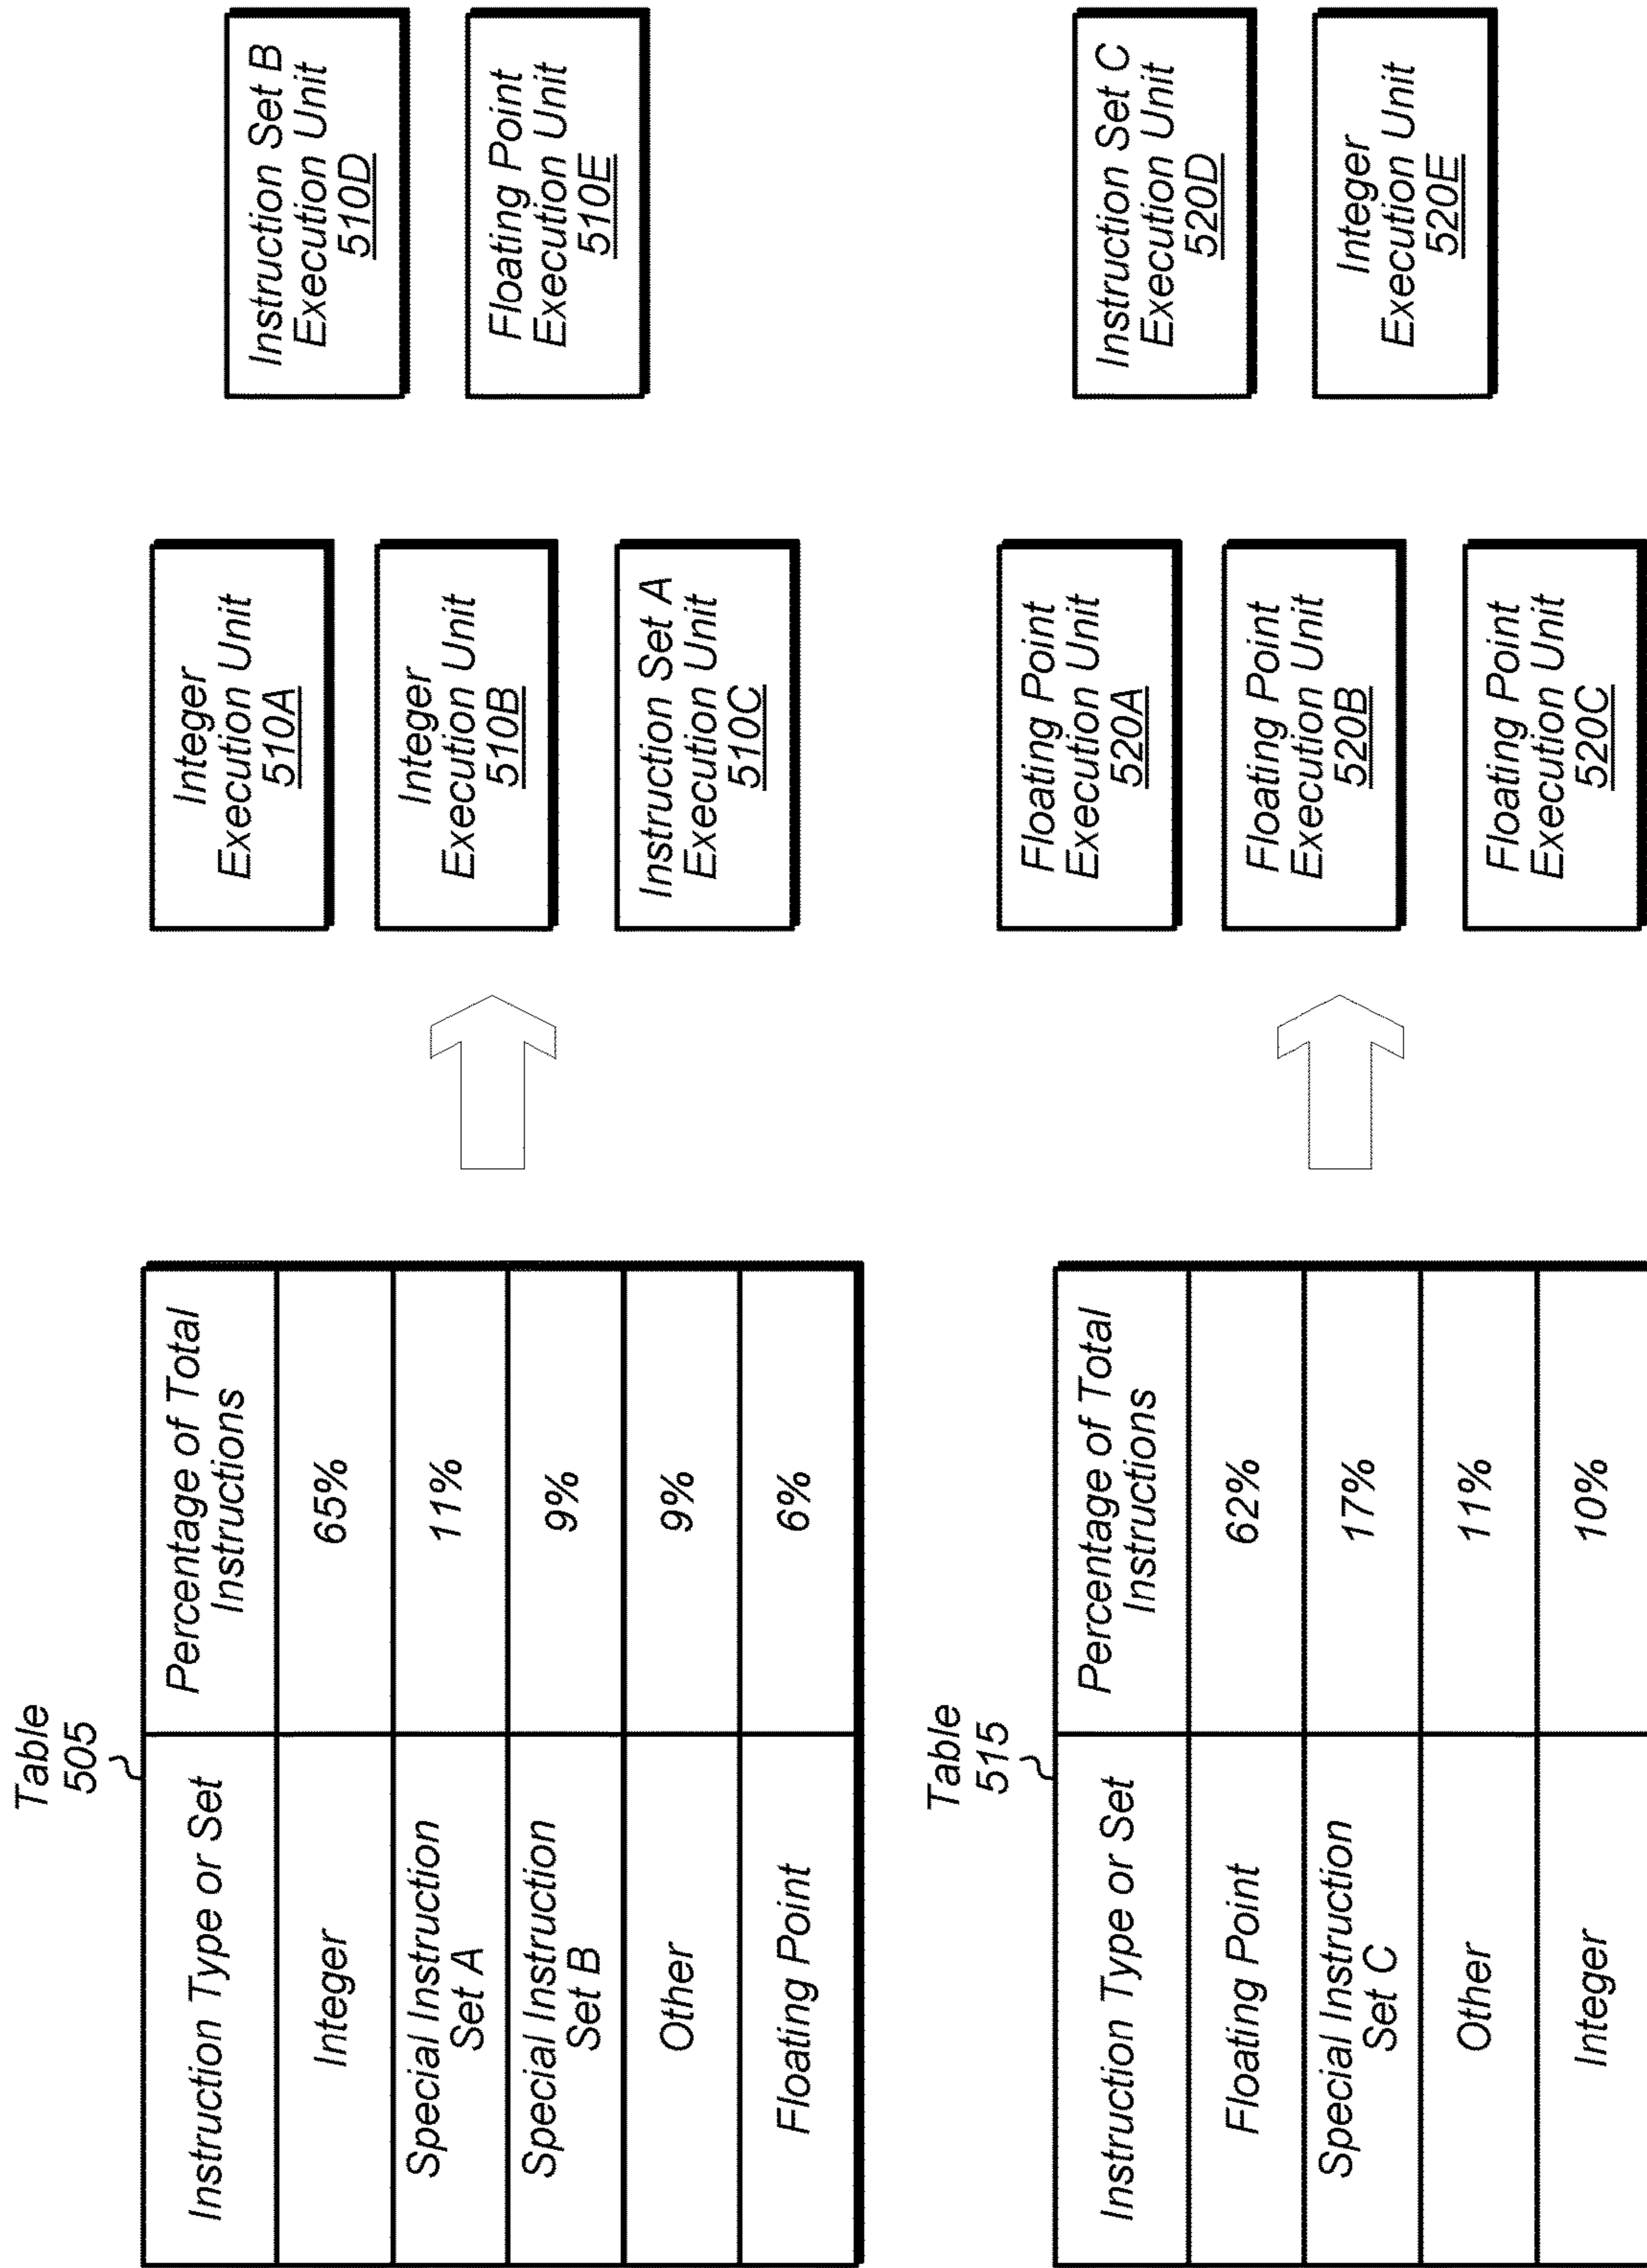 Table
505
Instruction Type or Set
Percentage of Total
Instructions
Integer
65%
Special Instruction
Set A
11%
Special Instruction
Set B
9%
Other
9%
Floating Point
6%
Integer
Execution Unit
510A
Integer
Execution Unit
510B
Instruction Set A
Execution Unit
510C
Instruction Set B
Execution Unit
510D
Floating Point
Execution Unit
510E
Table
515
Instruction Type or Set
Percentage of Total
Instructions
Floating Point
62%
Special Instruction
Set C
17%
Other
11%
Integer
10%
Floating Point
Execution Unit
520A
Floating Point
Execution Unit
520B
Floating Point
Execution Unit
520C
Instruction Set C
Execution Unit
520D
Integer
Execution Unit
520E